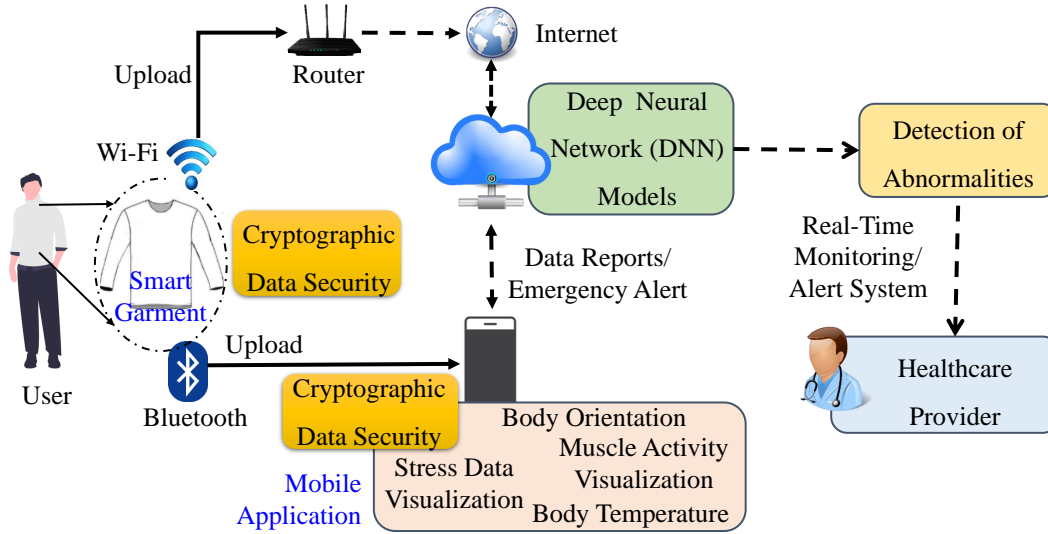 Upload
Router
Internet
Wi-Fi
Deep Neural
Network (DNN)
Models
Detection of
Abnormalities
Smart
Garment
Cryptographic
Data Security
Data Reports/
Emergency Alert
Real-Time
Monitoring/
Alert System
User
Bluetooth
Upload
Cryptographic
Data Security
Healthcare
Provider
Mobile
Application
Body Orientation
Stress Data
Visualization
Muscle Activity
Visualization
Body Temperature